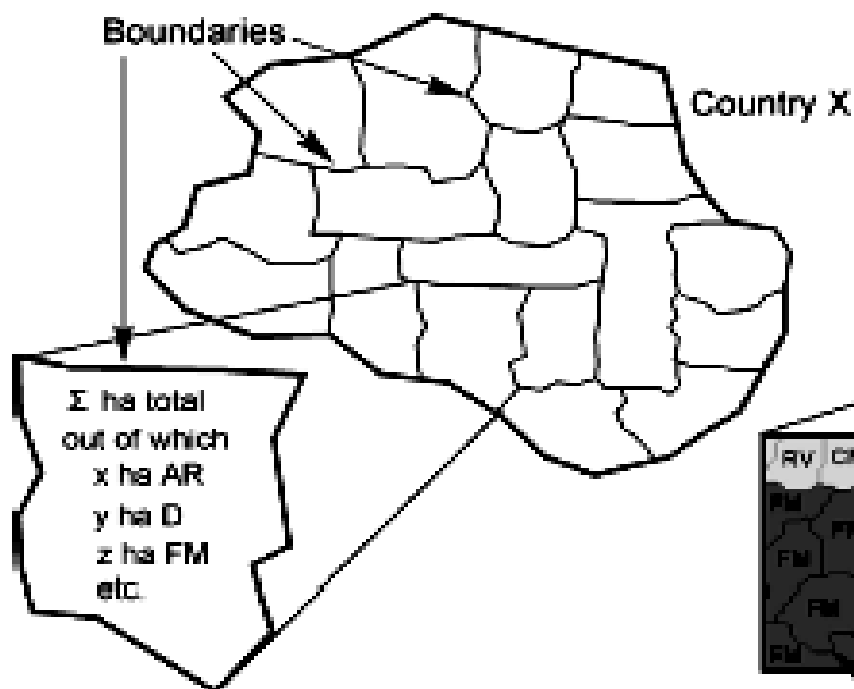 Boundaries
Country X
Σ ha total
out of which
x ha AR
y ha D
z ha FM
etc.
RV
FM
FM
FM
FM